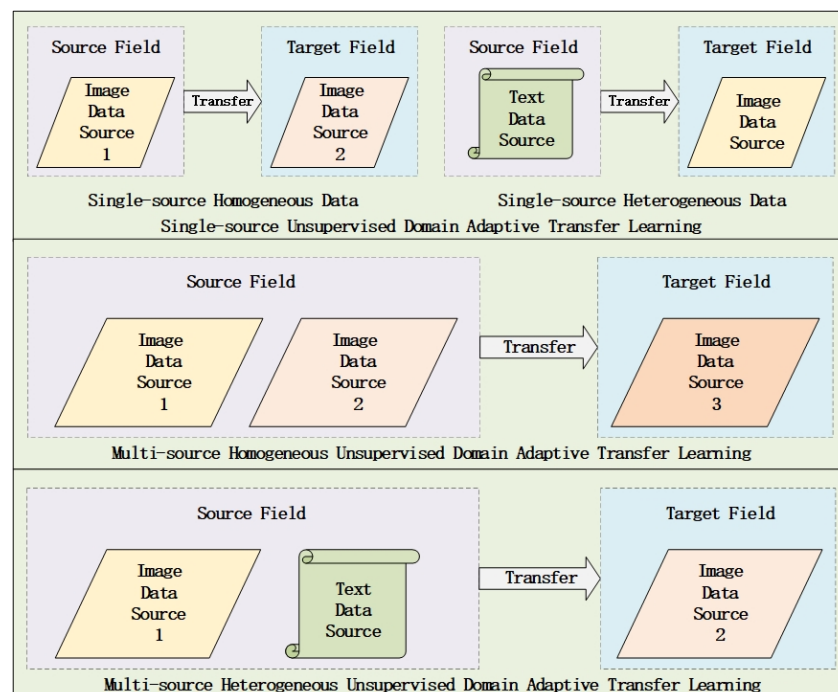 Source Field
Image
Data
Source
1
Transfer
Target Field
Image
Data
Source
2
Source Field
Text
Data
Source
Transfer
Target Field
Image
Data
Source
Single-source Homogeneous Data
Single-source Heterogeneous Data
Single-source Unsupervised Domain Adaptive Transfer Learning
Source Field
Image
Data
Source
1
Image
Data
Source
2
Transfer
Target Field
Image
Data
Source
3
Multi-source Homogeneous Unsupervised Domain Adaptive Transfer Learning
Source Field
Image
Data
Source
1
Text
Data
Source
Transfer
Target Field
Image
Data
Source
2
Multi-source Heterogeneous Unsupervised Domain Adaptive Transfer Learning